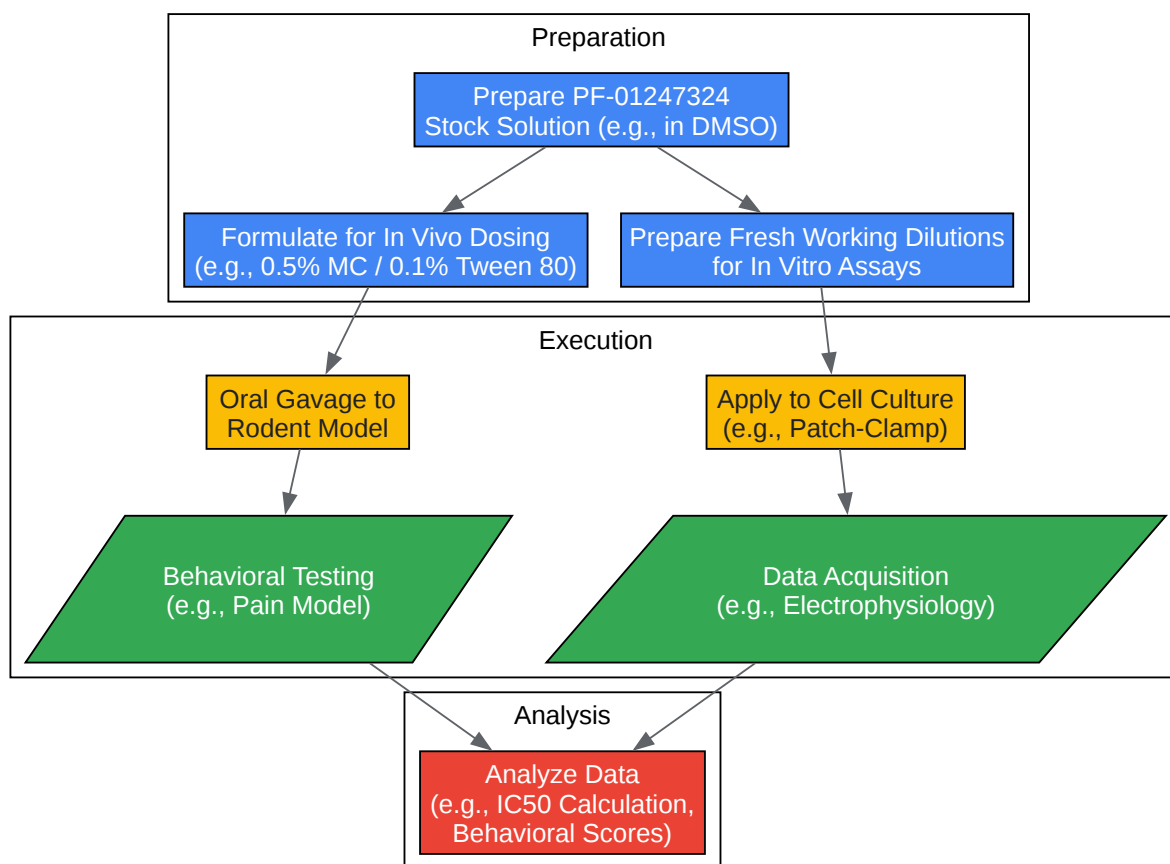 Preparation
Prepare PF-01247324
Stock Solution (e.g., in DMSO)
Formulate for In Vivo Dosing
(e.g., 0.5% MC / 0.1% Tween 80)
Prepare Fresh Working Dilutions
for In Vitro Assays
Execution
Oral Gavage to
Rodent Model
Apply to Cell Culture
(e.g., Patch-Clamp)
Behavioral Testing
(e.g., Pain Model)
Data Acquisition
(e.g., Electrophysiology)
Analysis
Analyze Data
(e.g., IC50 Calculation,
Behavioral Scores)